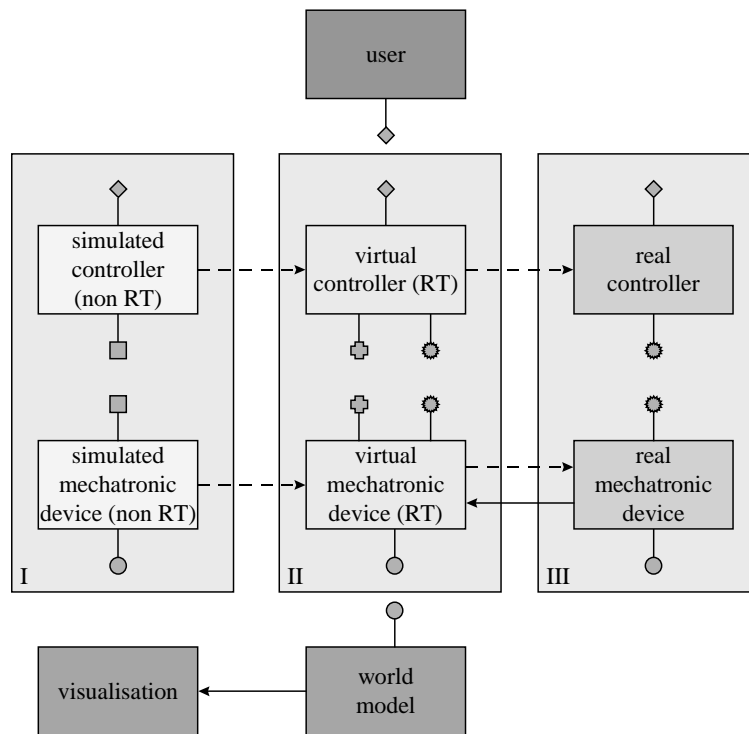 user
simulated
controller
(non RT)
virtual
controller (RT)
real
controller
simulated
mechatronic
device (non RT)
virtual
mechatronic
device (RT)
real
mechatronic
device
I
II
III
visualisation
world
model